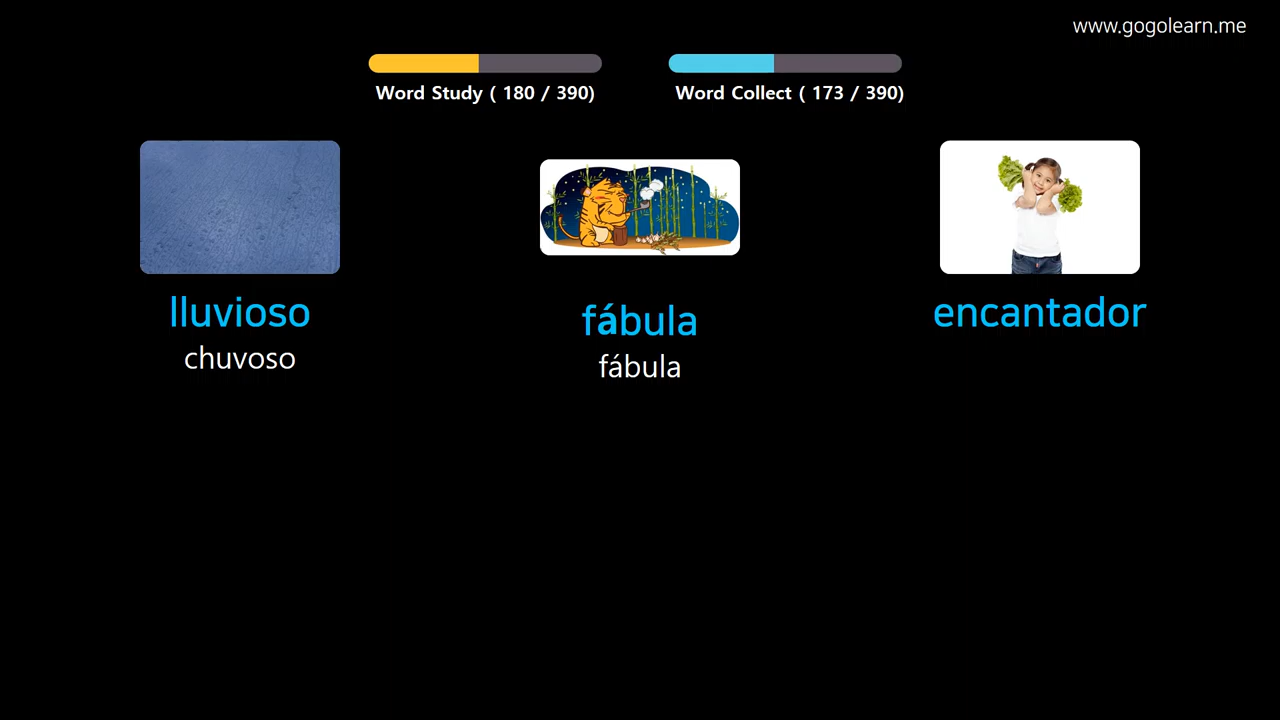 www.gogolearn.me
Word Study ( 180 / 390)
Word Collect ( 173 / 390)
lluvioso
chuvoso
fábula
fábula
encantador